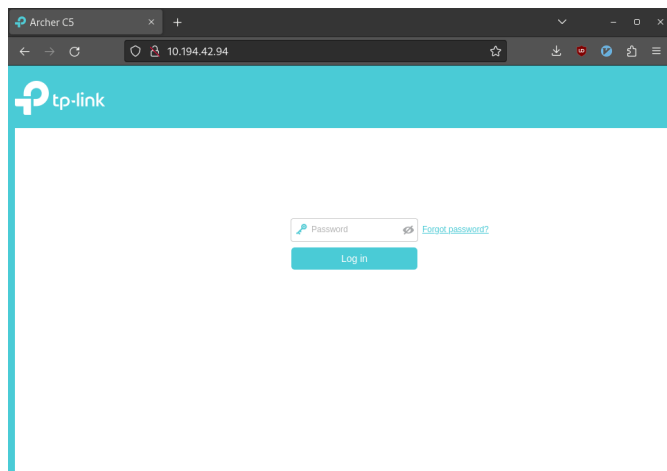 Archer C5
10.194.42.94
tp-link
Password
Forgot password?
Log in